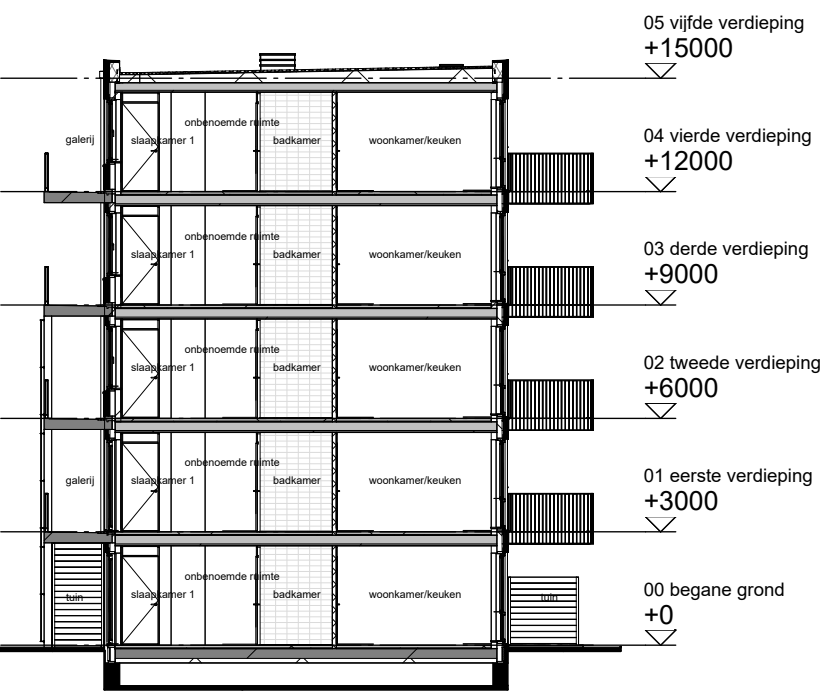 05 vijfde verdieping
+15000
onbenoemde ruimte
galerij slaapkamer 1 badkamer woonkamer/keuken
04 vierde verdieping
+12000
onbenoemde ruimte
slaapkamer 1 badkamer woonkamer/keuken
03 derde verdieping
+9000
onbenoemde ruimte
slaapkamer 1 badkamer woonkamer/keuken
02 tweede verdieping
+6000
onbenoemde ruimte
galerij slaapkamer 1 badkamer woonkamer/keuken
01 eerste verdieping
+3000
onbenoemde ruimte
tuin slaapkamer 1 badkamer woonkamer/keuken tuin
00 begane grond
+0